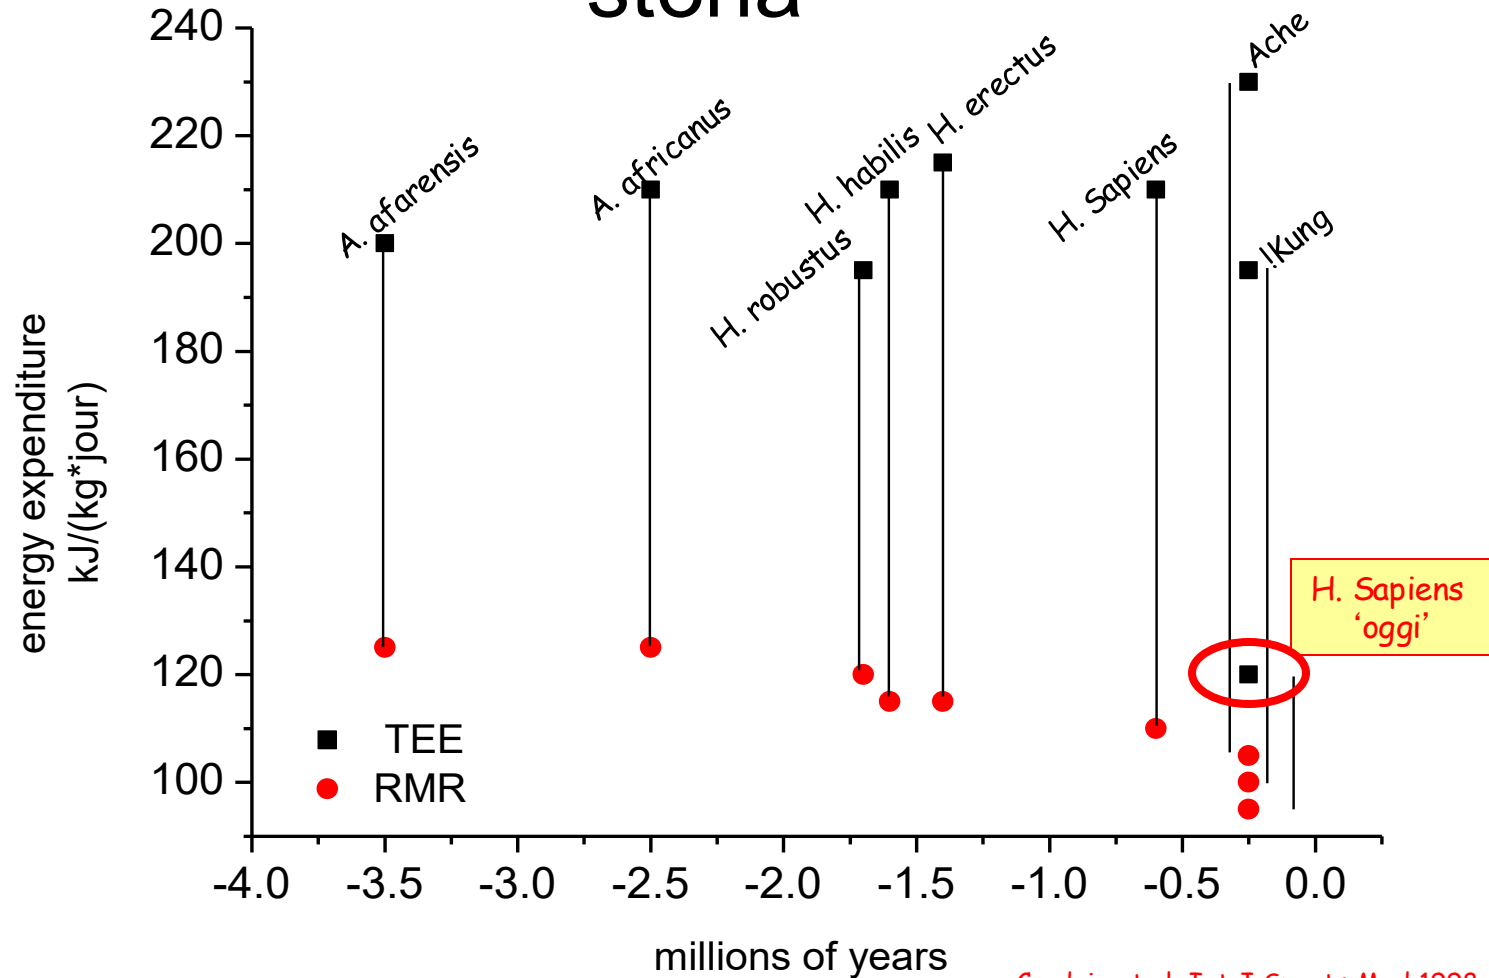 storia
240
220
200
180
160
140
120
100
energy expenditure
kJ/(kg*jour)
A. afarensis
A. africanus
H. robustus
H. habilis
H. erectus
H. Sapiens
Ache
!Kung
H. Sapiens
‘oggi’
TEE
RMR
-4.0 -3.5 -3.0 -2.5 -2.0 -1.5 -1.0 -0.5 0.0
millions of years
1998